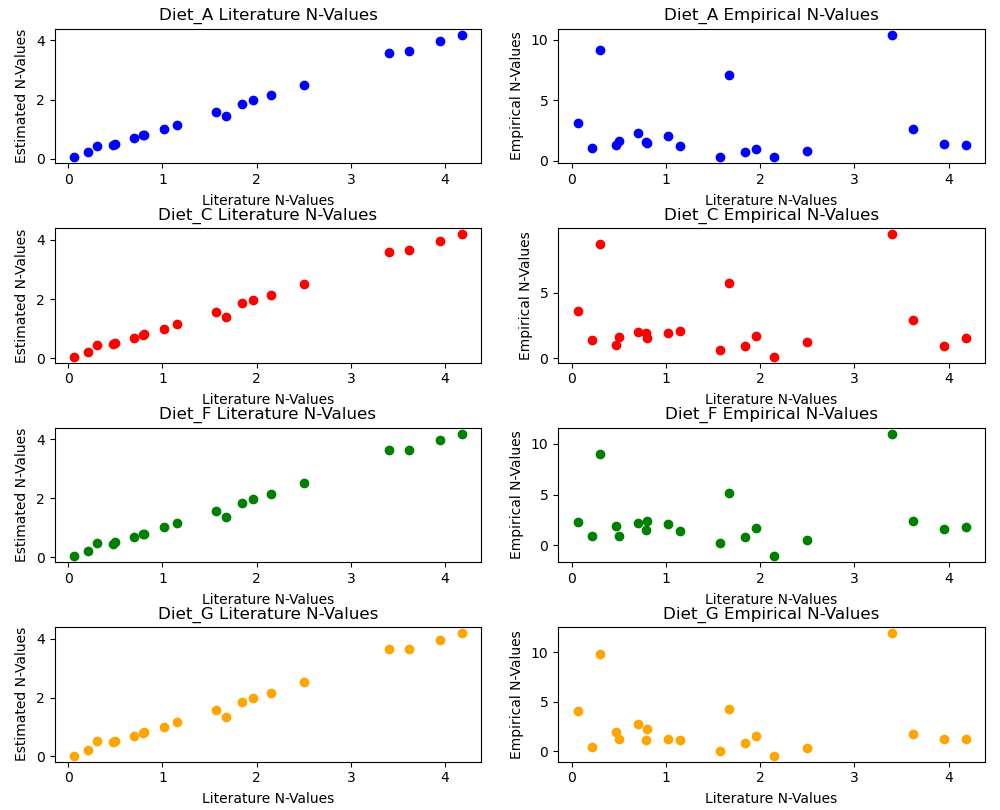 Diet_A Literature N-Values
Estimated N-Values
4
2
0
0 1 2 3 4
Literature N-Values
Diet_A Empirical N-Values
Empirical N-Values
10
5
0
0 1 2 3 4
Literature N-Values
Diet_C Literature N-Values
Estimated N-Values
4
2
0
0 1 2 3 4
Literature N-Values
Diet_C Empirical N-Values
Empirical N-Values
5
0
0 1 2 3 4
Literature N-Values
Diet_F Literature N-Values
Estimated N-Values
4
2
0
0 1 2 3 4
Literature N-Values
Diet_F Empirical N-Values
Empirical N-Values
10
5
0
0 1 2 3 4
Literature N-Values
Diet_G Literature N-Values
Estimated N-Values
4
2
0
0 1 2 3 4
Literature N-Values
Diet_G Empirical N-Values
Empirical N-Values
10
5
0
0 1 2 3 4
Literature N-Values